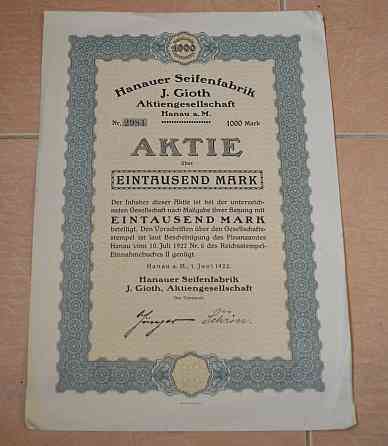 1000
Hanauer Seifenfabrik
J. Gioth
Aktiengesellschaft
Hanau a. M.
Nr. 2984 1000 Mark
AKTIE
über
EINTAUSEND MARK
Der Inhaber dieser Aktie ist bei der unterzeich-
neten Gesellschaft nach Maßgabe ihrer Satzung mit
EINTAUSEND MARK
beteiligt. Den Vorschriften über den Gesellschafts-
stempel ist laut Bescheinigung des Finanzamtes
Hanau vom 10. Juli 1922 Nr. 6 des Reichsstempel-
Einnahmebuches II genügt.
Hanau a. M., 1. Juni 1922.
Hanauer Seifenfabrik
J. Gioth, Aktiengesellschaft
Der Vorstand:
1000